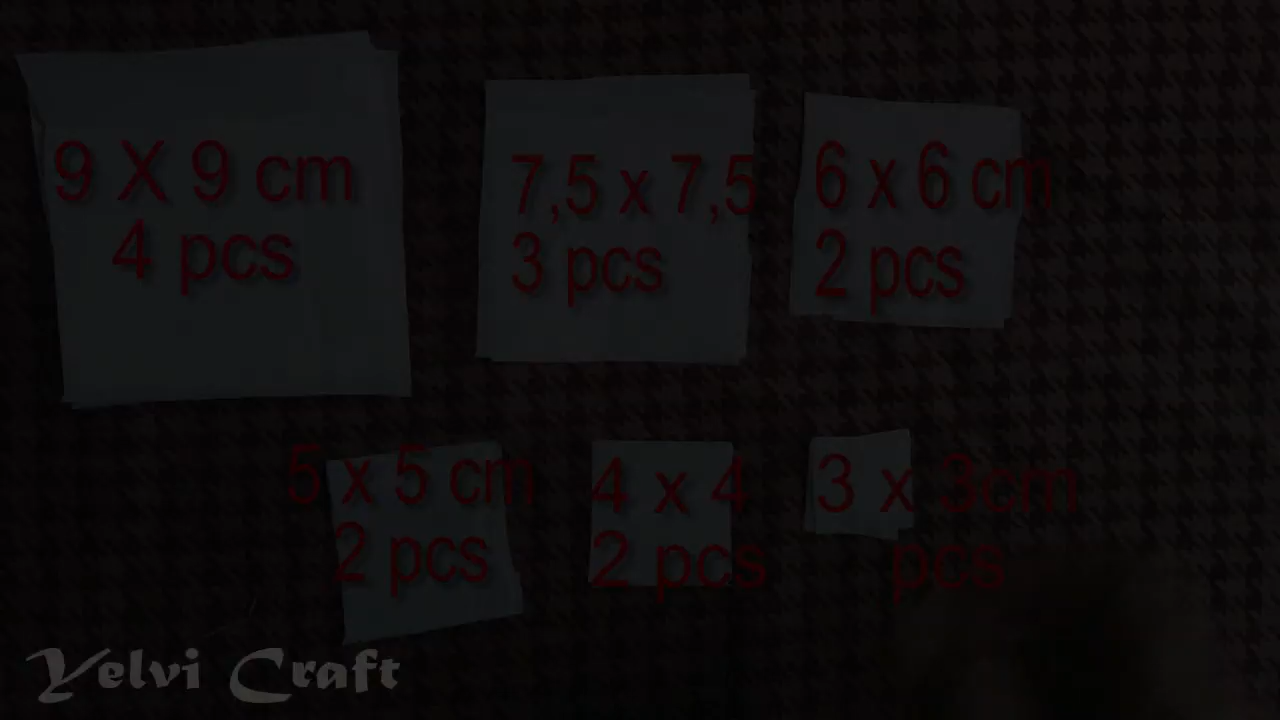 9 X 9 cm
4 pcs
7,5 x 7,5
3 pcs
6 x 6 cm
2 pcs
5 x 5 cm
2 pcs
4 x 4
2 pcs
3 x 3cm
pcs
Yelvi Craft